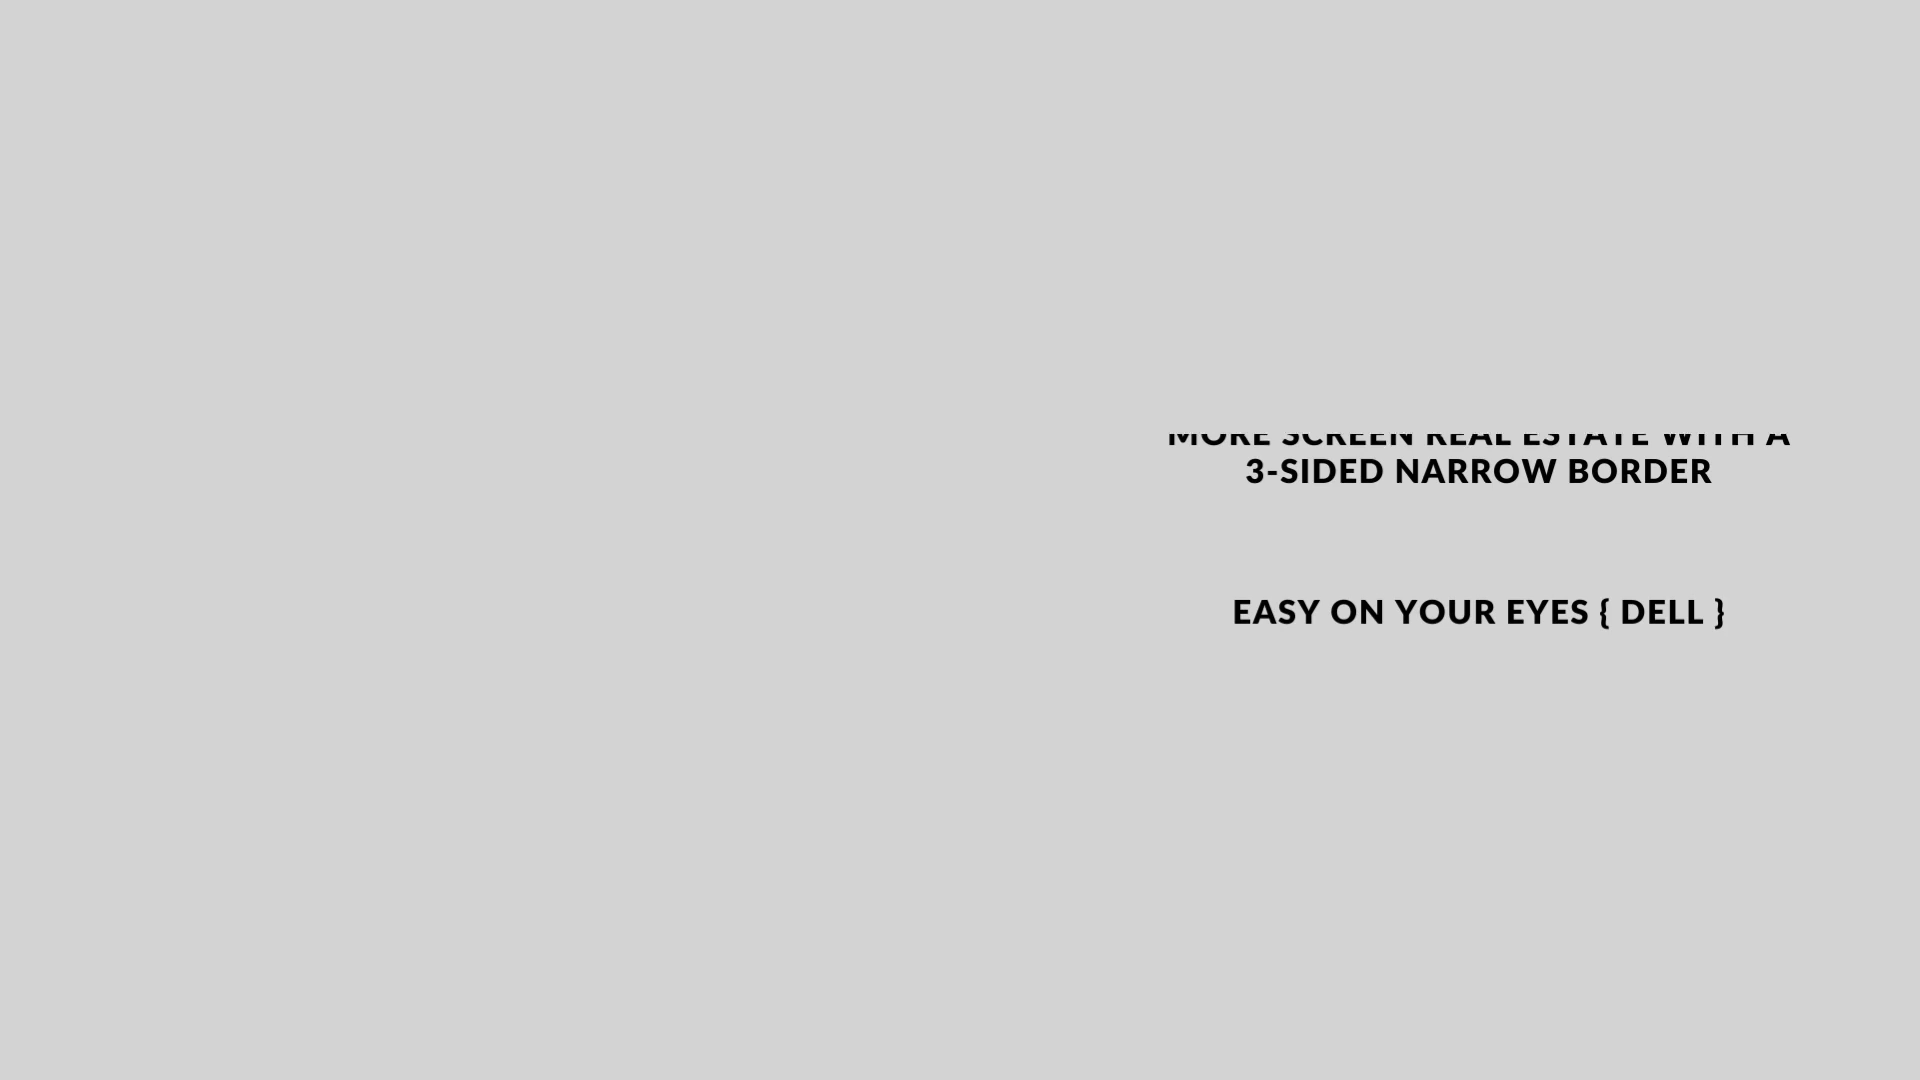 MORE SCREEN REAL ESTATE WITH A
3-SIDED NARROW BORDER
EASY ON YOUR EYES { DELL }